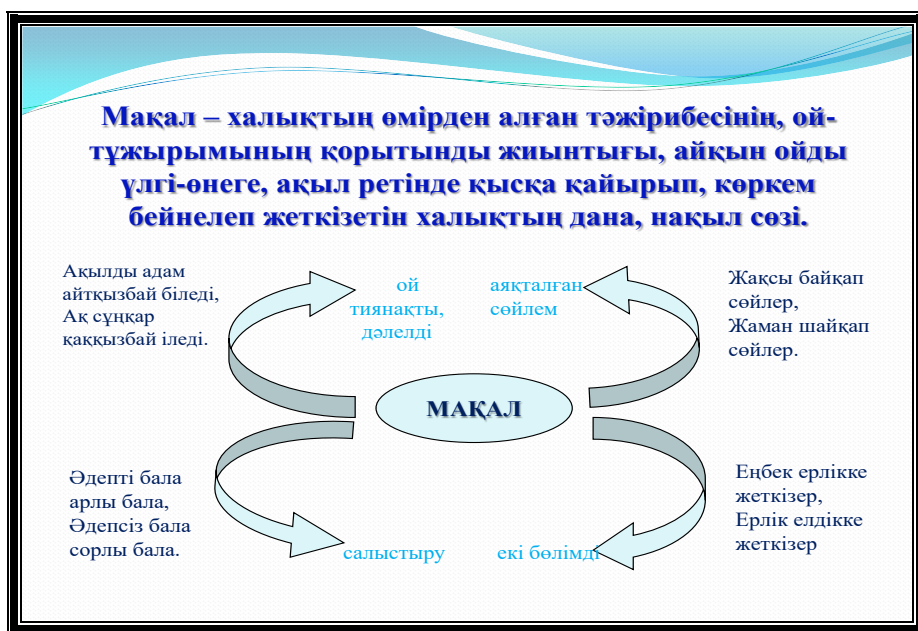 Мақал – халықтың өмірден алған тәжірибесінің, ой-
тұжырымының қорытынды жиынтығы, айқын ойды
үлгі-өнеге, ақыл ретінде қысқа қайырып, көркем
бейнелеп жеткізетін халықтың дана, нақыл сөзі.
Ақылды адам
айтқызбай біледі,
Ақ сұңқар
қаққызбай іледі.
ой
тиянақты,
дәлелді
аяқталған
сөйлем
Жақсы байқап
сөйлер,
Жаман шайқап
сөйлер.
МАҚАЛ
Әдепті бала
арлы бала,
Әдепсіз бала
сорлы бала.
салыстыру
екі бөлімді
Еңбек ерлікке
жеткізер,
Ерлік елдікке
жеткізер